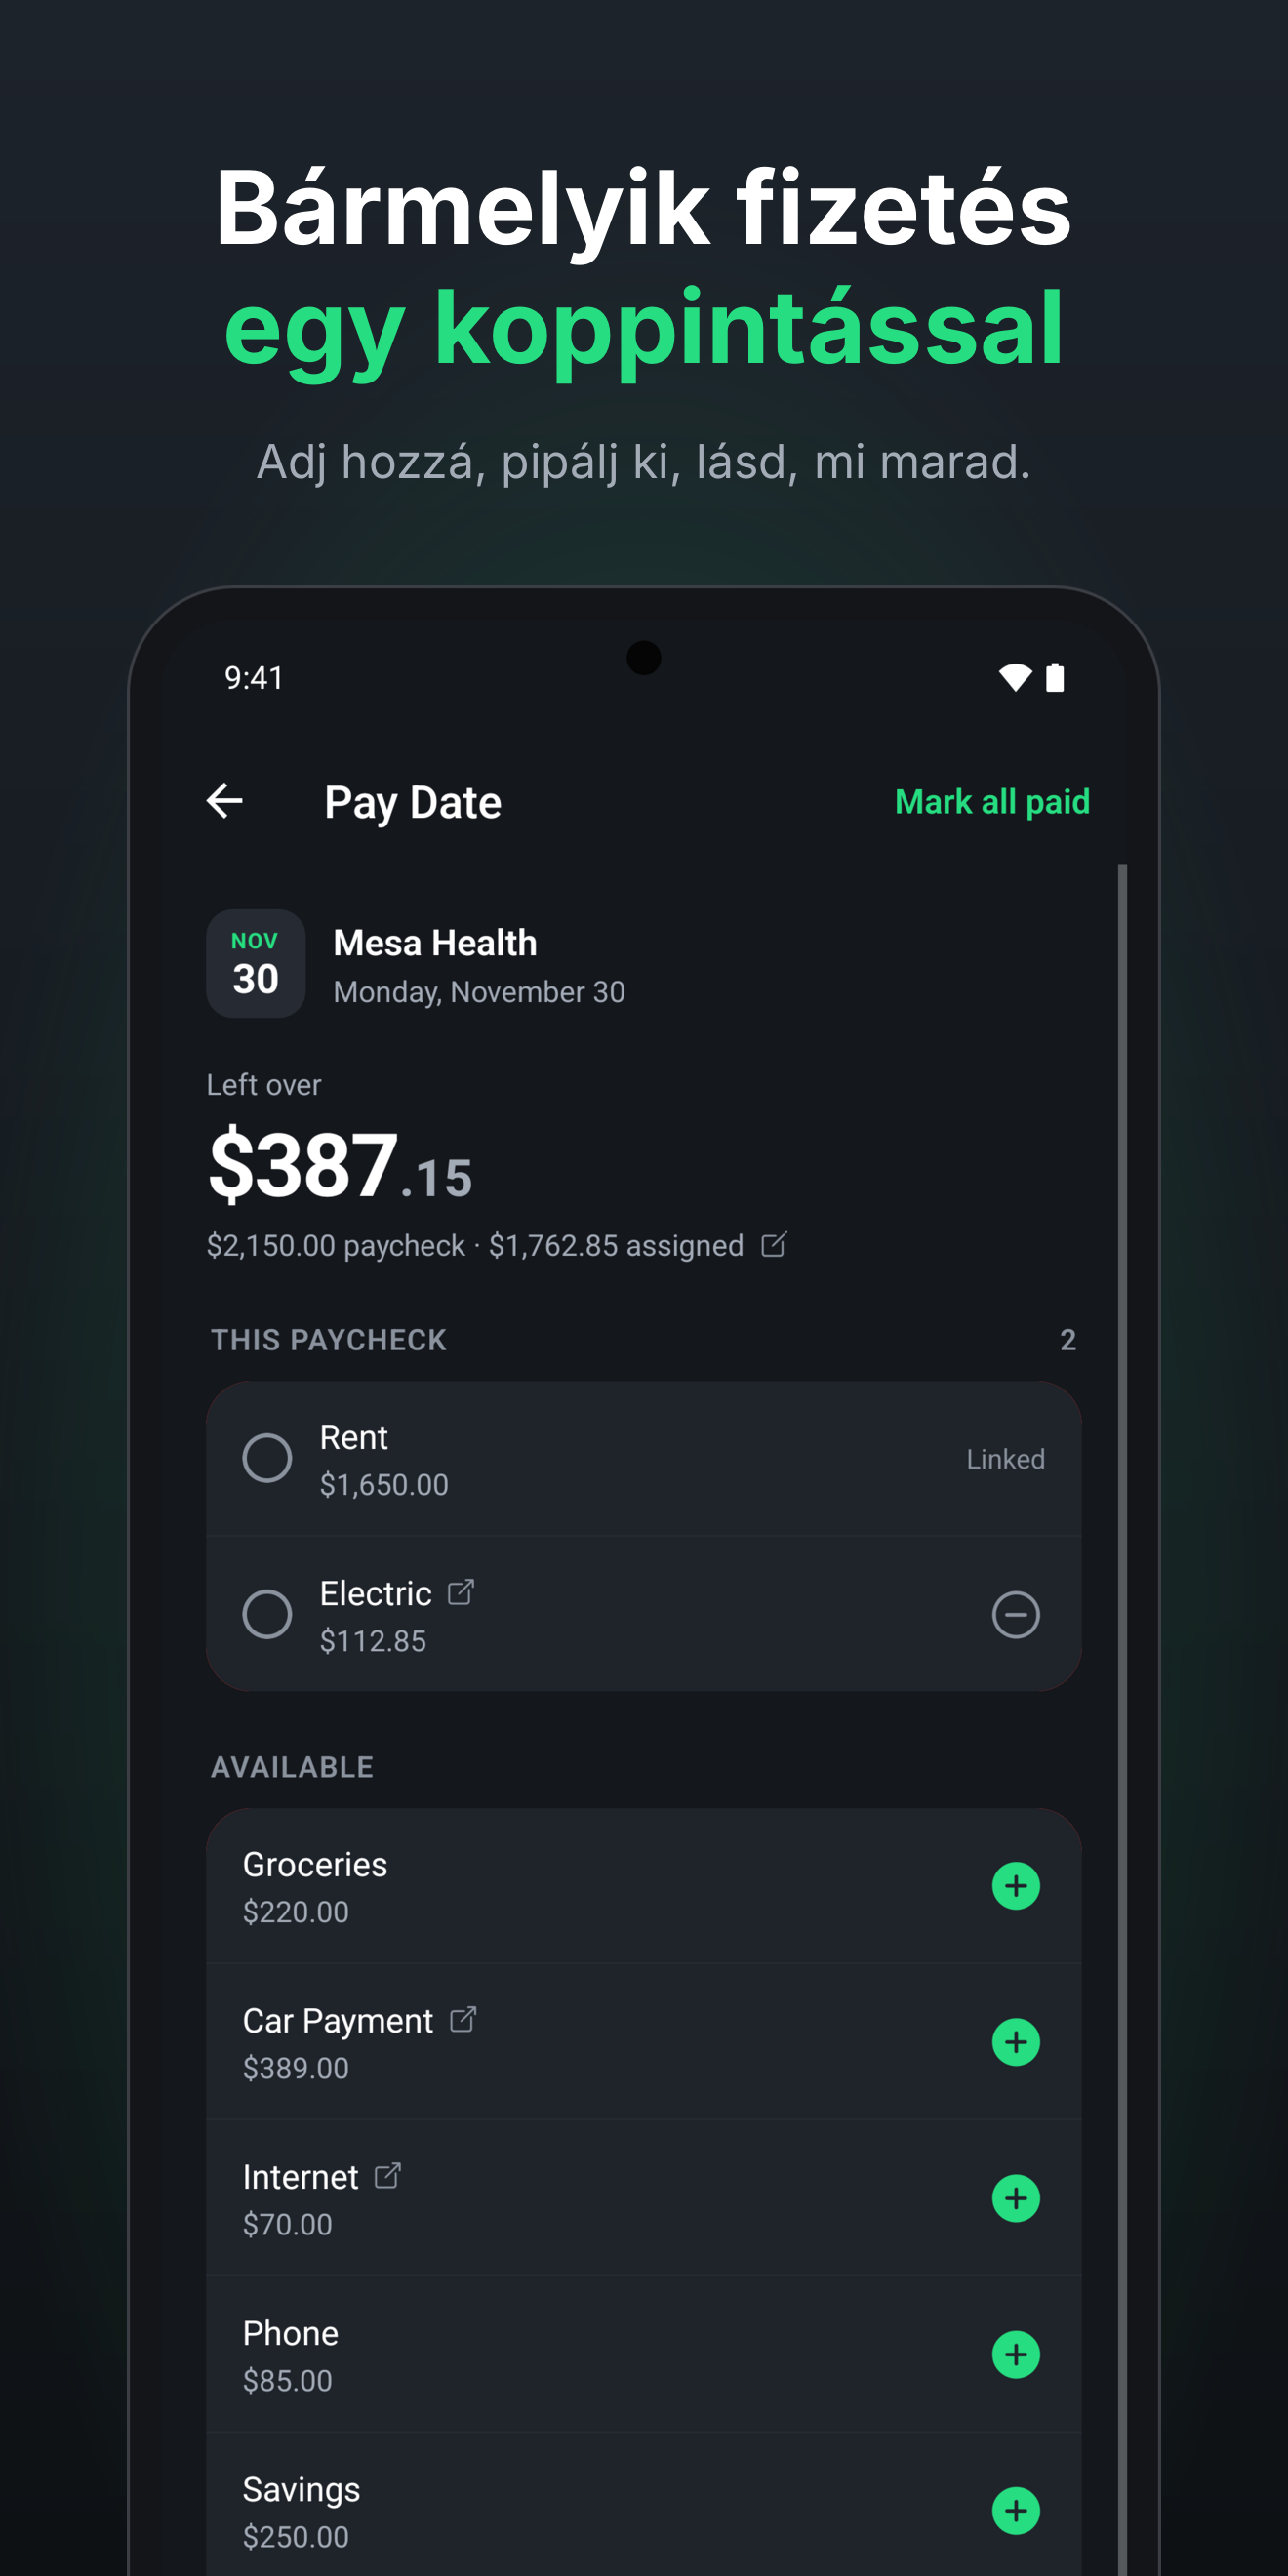 Bármelyik fizetés
egy koppintással
Adj hozzá, pipálj ki, lásd, mi marad.
9:41
Pay Date
Mark all paid
NOV
30
Mesa Health
Monday, November 30
Left over
$387.15
$2,150.00 paycheck · $1,762.85 assigned
THIS PAYCHECK
2
Rent
$1,650.00
Linked
Electric
$112.85
AVAILABLE
Groceries
$220.00
Car Payment
$389.00
Internet
$70.00
Phone
$85.00
Savings
$250.00